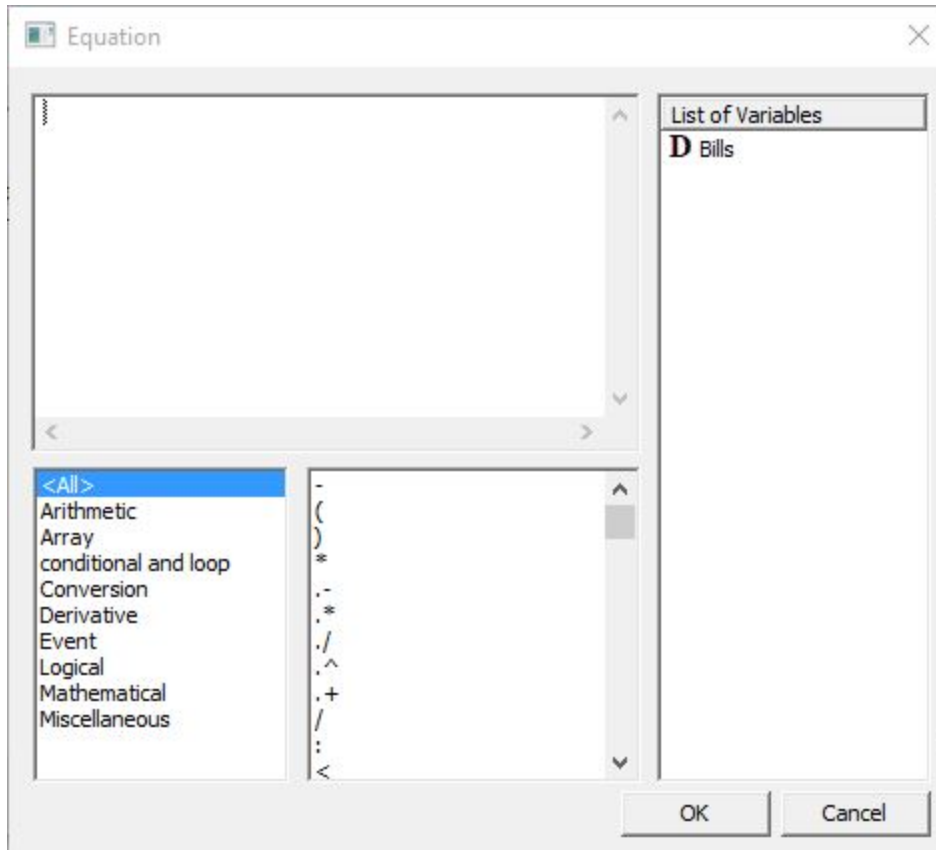 Equation
List of Variables
D Bills
<All>
Arithmetic
Array
conditional and loop
Conversion
Derivative
Event
Logical
Mathematical
Miscellaneous
-
(
)
*
.-
.*
./
.^
.+
/
:
<
OK
Cancel